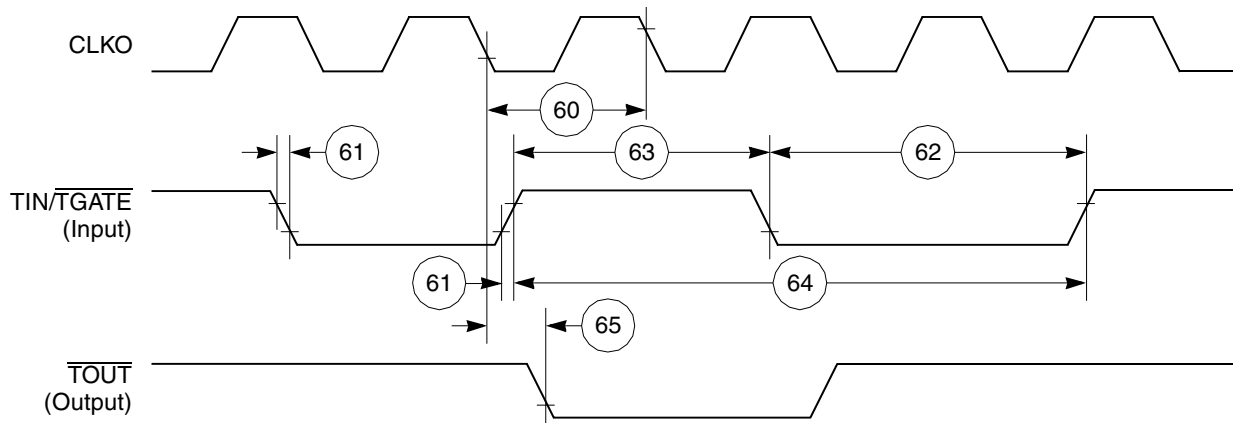 CLKO
60
61
63
62
TIN/TGATE
(Input)
61
64
65
TOUT
(Output)